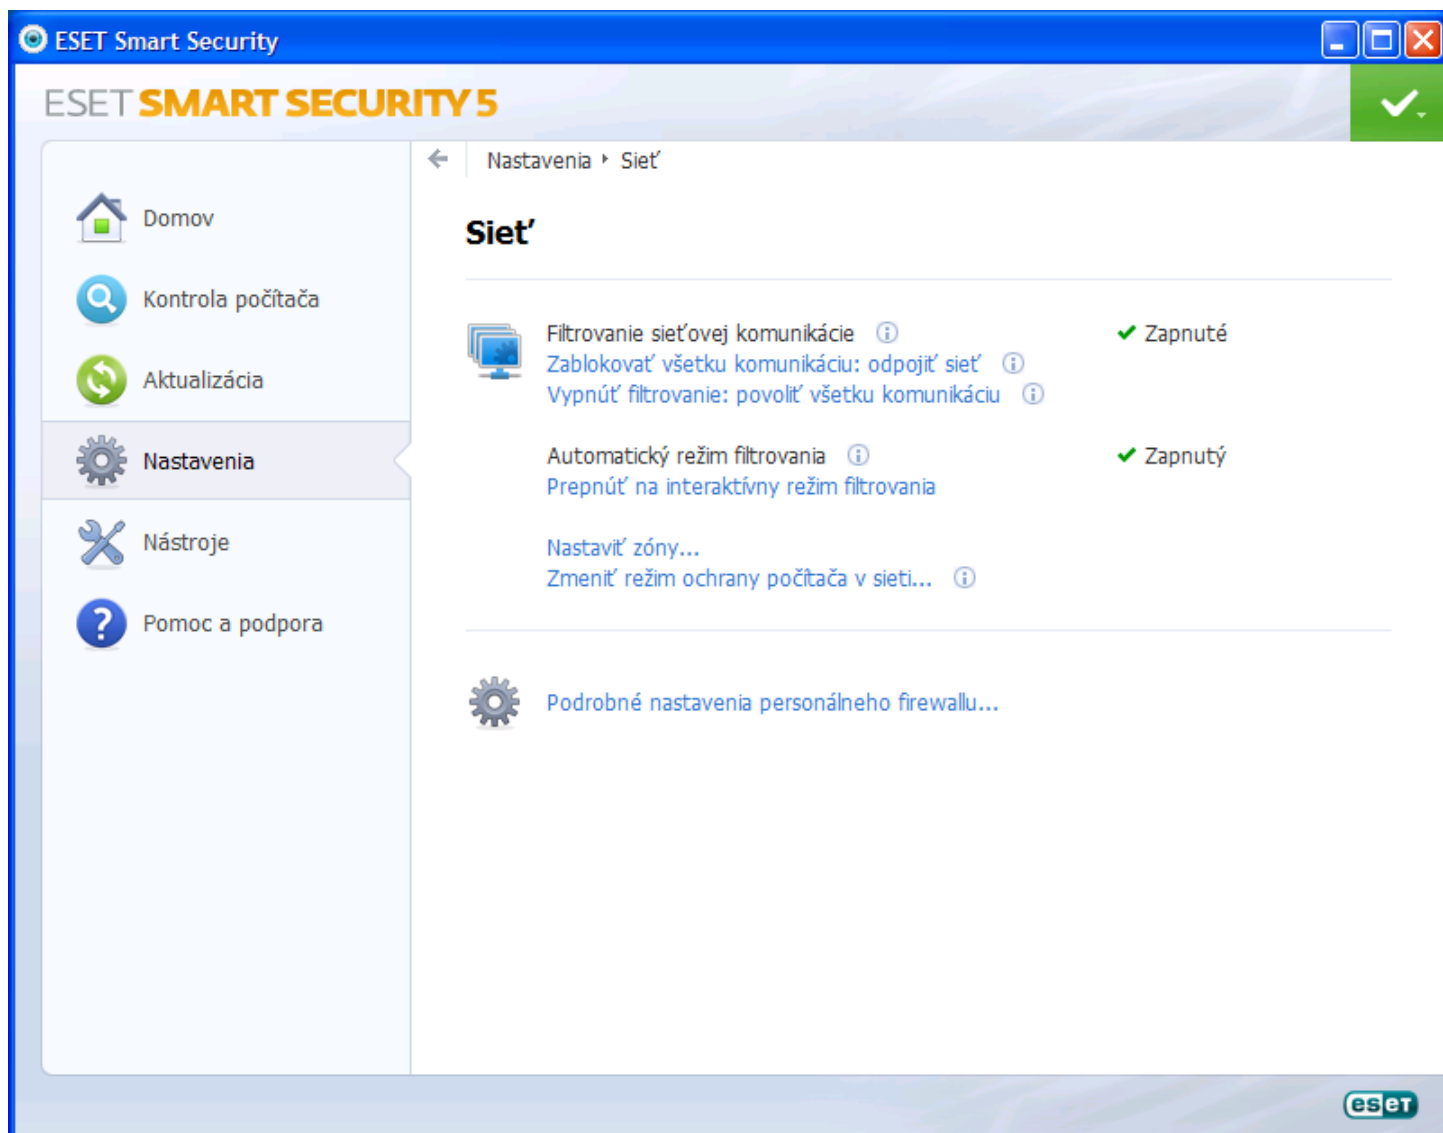 ESET Smart Security
ESET SMART SECURITY 5
Nastavenia ‣ Sieť
Domov
Kontrola počítača
Aktualizácia
Nastavenia
Nástroje
Pomoc a podpora
Sieť
Filtrovanie sieťovej komunikácie Zapnuté
Zablokovať všetku komunikáciu: odpojiť sieť
Vypnúť filtrovanie: povoliť všetku komunikáciu
Automatický režim filtrovania Zapnutý
Prepnúť na interaktívny režim filtrovania
Nastaviť zóny...
Zmeniť režim ochrany počítača v sieti...
Podrobné nastavenia personálneho firewallu...
eseT